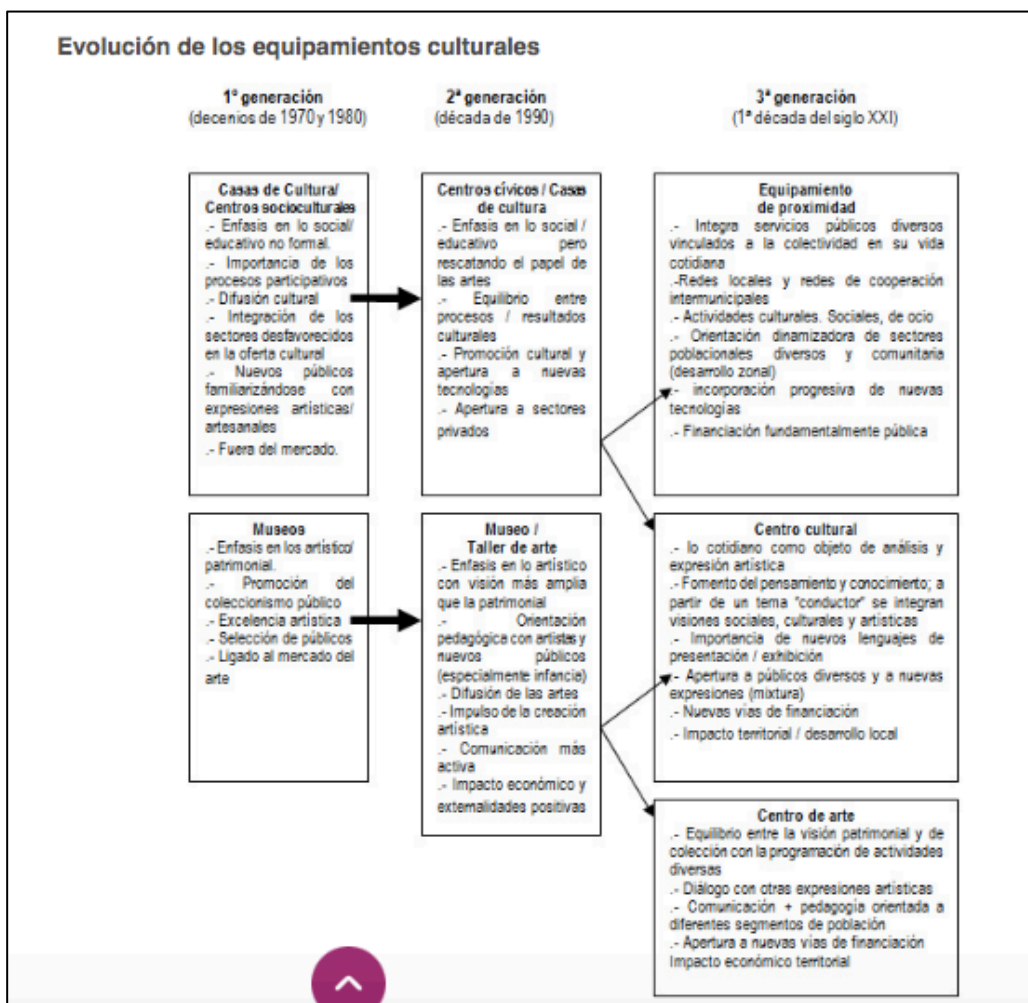 Evolución de los equipamientos culturales
1º generación
(decenios de 1970 y 1980)
2ª generación
(década de 1990)
3ª generación
(1ª década del siglo XXI)
Casas de Cultura/
Centros socioculturales
.- Enfasis en lo social/
educativo no formal.
.- Importancia de los
procesos participativos
.- Difusión cultural
.- Integración de los
sectores desfavorecidos
en la oferta cultural
.- Nuevos públicos
familiarizándose con
expresiones artísticas/
artesanales
.- Fuera del mercado.
Centros cívicos / Casas
de cultura
.- Enfasis en lo social /
educativo pero
rescatando el papel de
las artes
.- Equilibrio entre
procesos / resultados
culturales
.- Promoción cultural y
apertura a nuevas
tecnologías
.- Apertura a sectores
privados
Equipamiento
de proximidad
.- Integra servicios públicos diversos
vinculados a la colectividad en su vida
cotidiana
.-Redes locales y redes de cooperación
intermunicipales
.- Actividades culturales. Sociales, de ocio
.- Orientación dinamizadora de sectores
poblacionales diversos y comunitaria
(desarrollo zonal)
.- incorporación progresiva de nuevas
tecnologías
.- Financiación fundamentalmente pública
Museos
.- Enfasis en los artístico/
patrimonial.
.- Promoción del
coleccionismo público
.- Excelencia artística
.- Selección de públicos
.- Ligado al mercado del
arte
Museo /
Taller de arte
.- Enfasis en lo artístico
con visión más amplia
que la patrimonial
.- Orientación
pedagógica con artistas y
nuevos públicos
(especialmente infancia)
.- Difusión de las artes
.- Impulso de la creación
artística
.- Comunicación más
activa
.- Impacto económico y
externalidades positivas
Centro cultural
.- lo cotidiano como objeto de análisis y
expresión artística
.- Fomento del pensamiento y conocimiento; a
partir de un tema "conductor" se integran
visiones sociales, culturales y artísticas
.- Importancia de nuevos lenguajes de
presentación / exhibición
.- Apertura a públicos diversos y a nuevas
expresiones (mixtura)
.- Nuevas vías de financiación
.- Impacto territorial / desarrollo local
Centro de arte
.- Equilibrio entre la visión patrimonial y de
colección con la programación de actividades
diversas
.- Diálogo con otras expresiones artísticas
.- Comunicación + pedagogía orientada a
diferentes segmentos de población
.- Apertura a nuevas vías de financiación
Impacto económico territorial